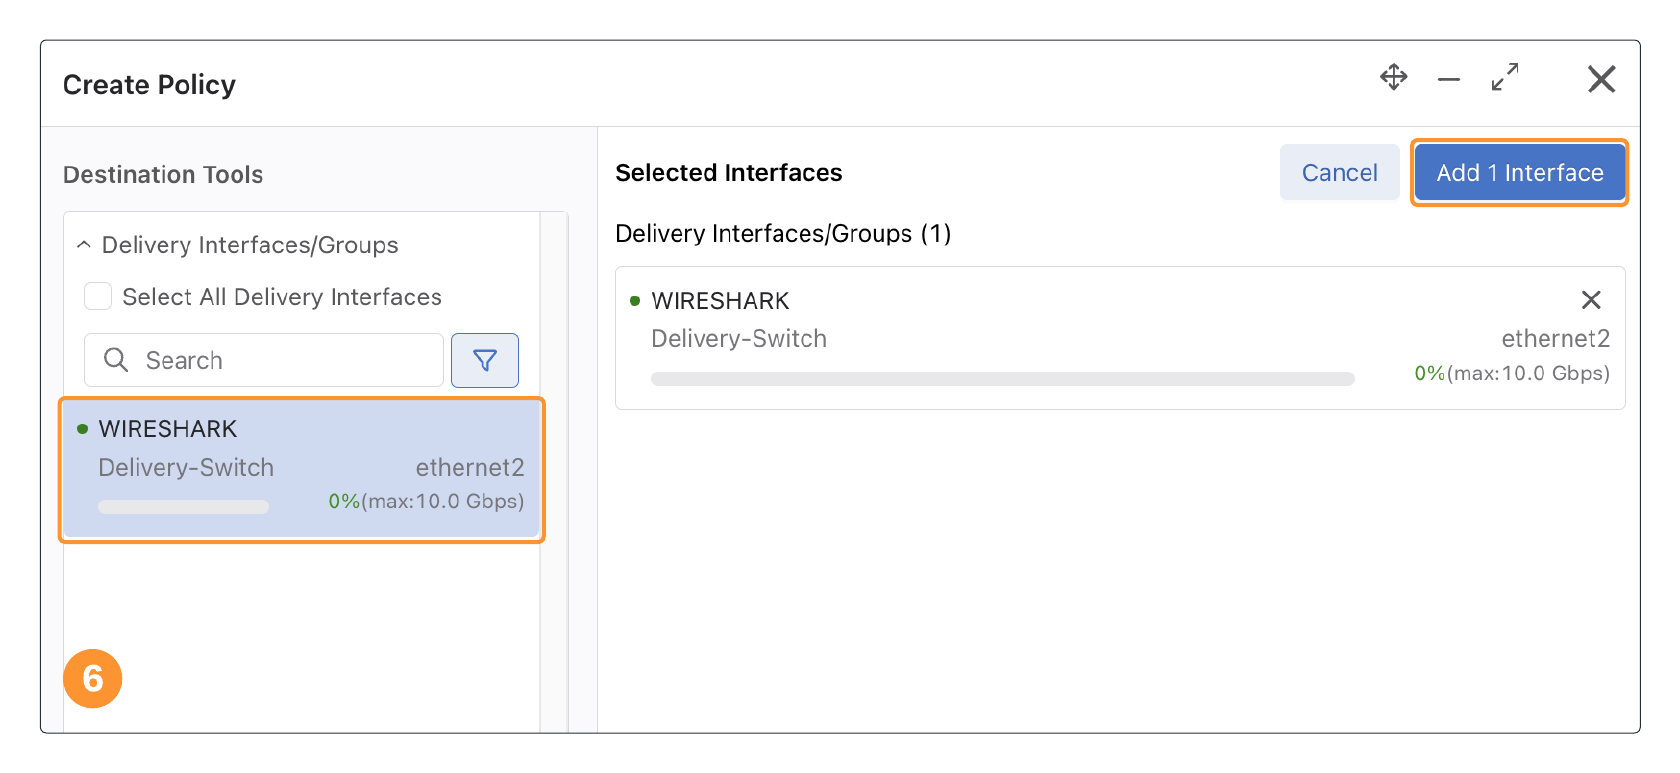 Create Policy
Destination Tools
Delivery Interfaces/Groups
Select All Delivery Interfaces
Search
WIRESHARK
Delivery-Switch ethernet2
0%(max:10.0 Gbps)
6
Selected Interfaces
Cancel
Add 1 Interface
Delivery Interfaces/Groups (1)
WIRESHARK
Delivery-Switch ethernet2
0%(max:10.0 Gbps)